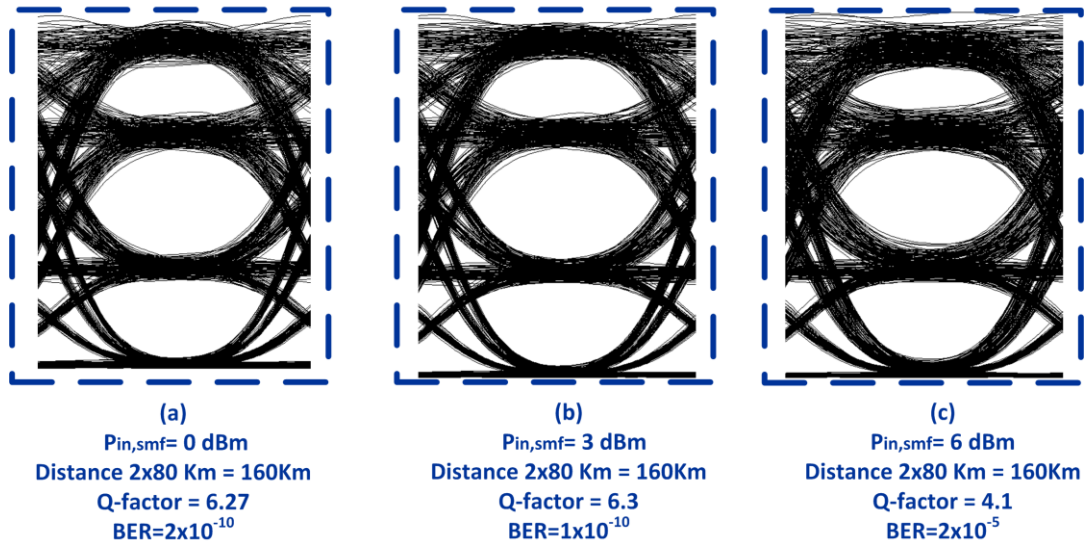 (a)
Pin,smf= 0 dBm
Distance 2x80 Km = 160Km
Q-factor = 6.27
BER=2x10⁻¹⁰
(b)
Pin,smf= 3 dBm
Distance 2x80 Km = 160Km
Q-factor = 6.3
BER=1x10⁻¹⁰
(c)
Pin,smf= 6 dBm
Distance 2x80 Km = 160Km
Q-factor = 4.1
BER=2x10⁻⁵